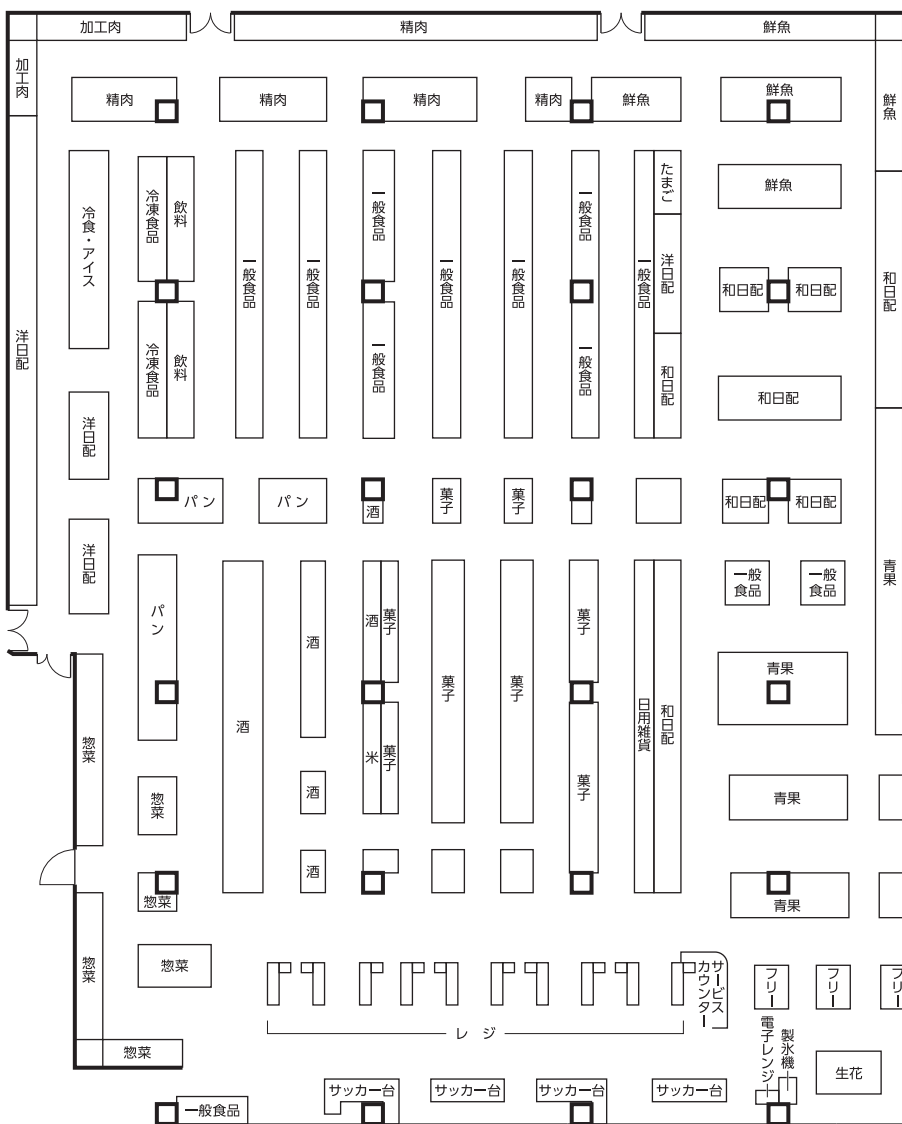 加工肉
精肉
鮮魚
加工肉
精肉
精肉
精肉
精肉
鮮魚
鮮魚
鮮魚
冷食・アイス
冷凍食品
飲料
一般食品
一般食品
一般食品
一般食品
一般食品
一般食品
一般食品
たまご
洋日配
鮮魚
和日配
和日配
和日配
洋日配
冷凍食品
飲料
一般食品
一般食品
和日配
和日配
洋日配
パン
パン
酒
菓子
菓子
和日配
和日配
洋日配
パン
酒
酒
酒
菓子
菓子
菓子
菓子
一般食品
一般食品
青果
惣菜
米
菓子
菓子
日用雑貨
和日配
青果
惣菜
酒
青果
惣菜
酒
青果
惣菜
惣菜
レジ
サービスカウンター
フリー
フリー
フリー
惣菜
電子レンジ
製氷機
生花
一般食品
サッカー台
サッカー台
サッカー台
サッカー台